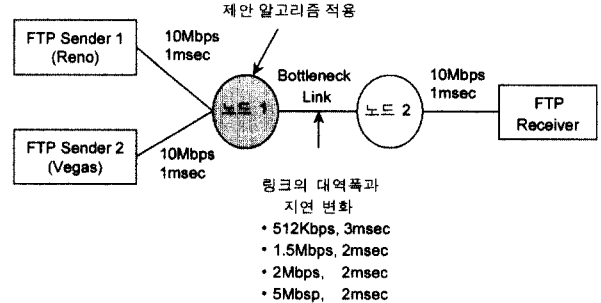 제안 알고리즘 적용
FTP Sender 1
(Reno)
10Mbps
1msec
노드 1
Bottleneck
Link
노드 2
10Mbps
1msec
FTP
Receiver
FTP Sender 2
(Vegas)
10Mbps
1msec
링크의 대역폭과
지연 변화
• 512Kbps, 3msec
• 1.5Mbps, 2msec
• 2Mbps, 2msec
• 5Mbsp, 2msec